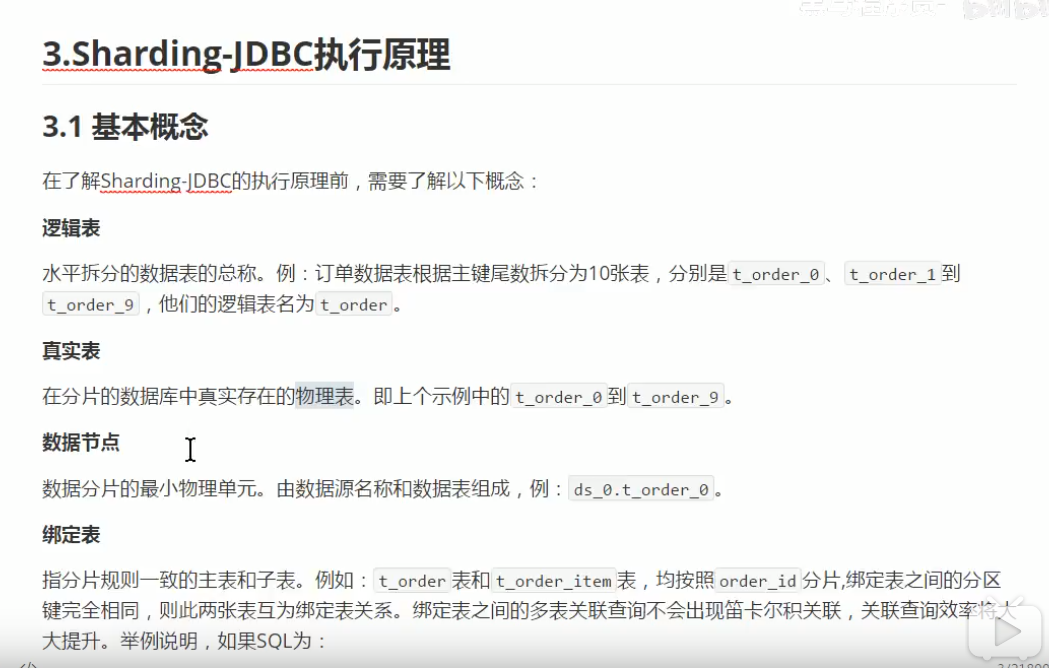 3.Sharding-JDBC执行原理
3.1 基本概念
在了解Sharding-JDBC的执行原理前，需要了解以下概念：
逻辑表
水平拆分的数据表的总称。例：订单数据表根据主键尾数拆分为10张表，分别是 t_order_0 、 t_order_1 到
t_order_9 ，他们的逻辑表名为 t_order 。
真实表
在分片的数据库中真实存在的物理表。即上个示例中的 t_order_0 到 t_order_9 。
数据节点
数据分片的最小物理单元。由数据源名称和数据表组成，例： ds_0.t_order_0 。
绑定表
指分片规则一致的主表和子表。例如： t_order 表和 t_order_item 表，均按照 order_id 分片,绑定表之间的分区
键完全相同，则此两张表互为绑定表关系。绑定表之间的多表关联查询不会出现笛卡尔积关联，关联查询效率将大
大提升。举例说明，如果SQL为：